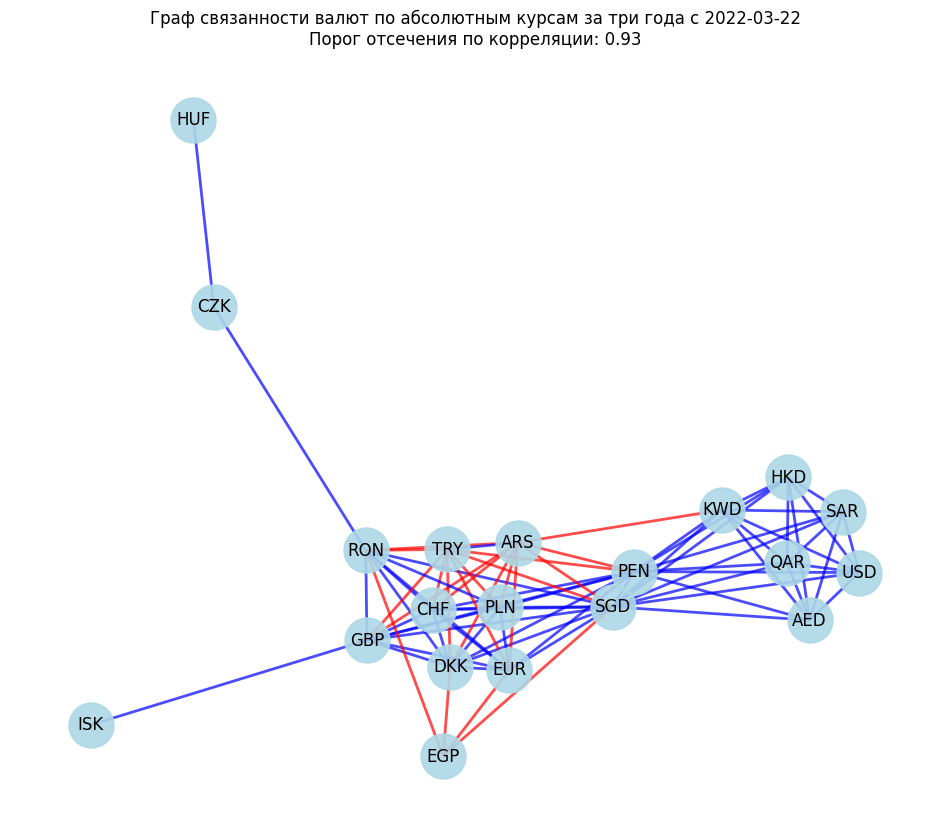 Граф связанности валют по абсолютным курсам за три года с 2022-03-22
Порог отсечения по корреляции: 0.93
HUF
CZK
HKD
KWD
SAR
RON
TRY
ARS
QAR
USD
PEN
CHF
PLN
SGD
AED
GBP
DKK
EUR
ISK
EGP